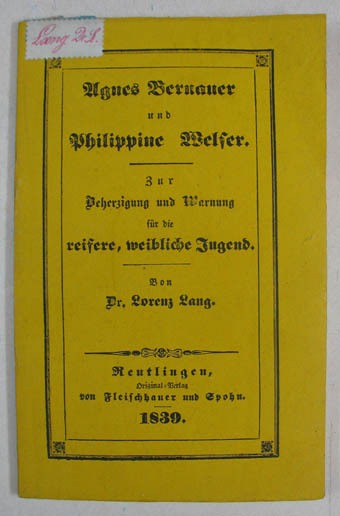 Lang Dr. L.
Agnes Bernauer
und
Philippine Welser.
Zur
Beherzigung und Warnung
für die
reifere, weibliche Jugend.
Von
Dr. Lorenz Lang.
Reutlingen,
Original-Verlag
von Fleischhauer und Spohn.
1839.